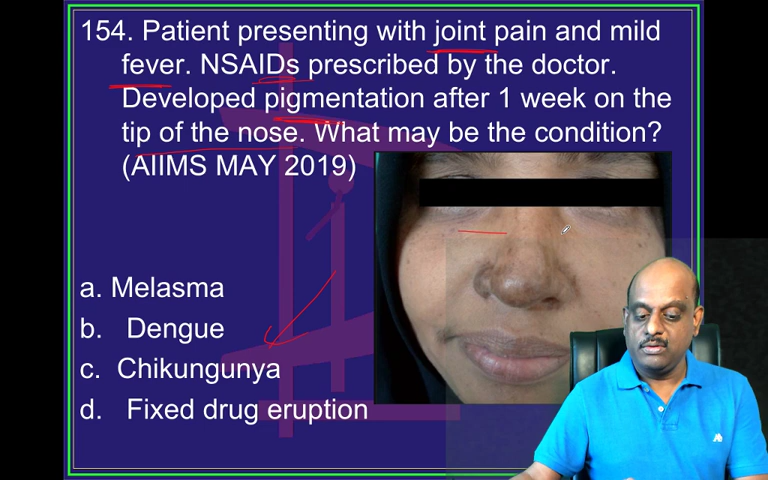 154. Patient presenting with joint pain and mild
fever. NSAIDs prescribed by the doctor.
Developed pigmentation after 1 week on the
tip of the nose. What may be the condition?
(AIIMS MAY 2019)
a. Melasma
b. Dengue
c. Chikungunya
d. Fixed drug eruption